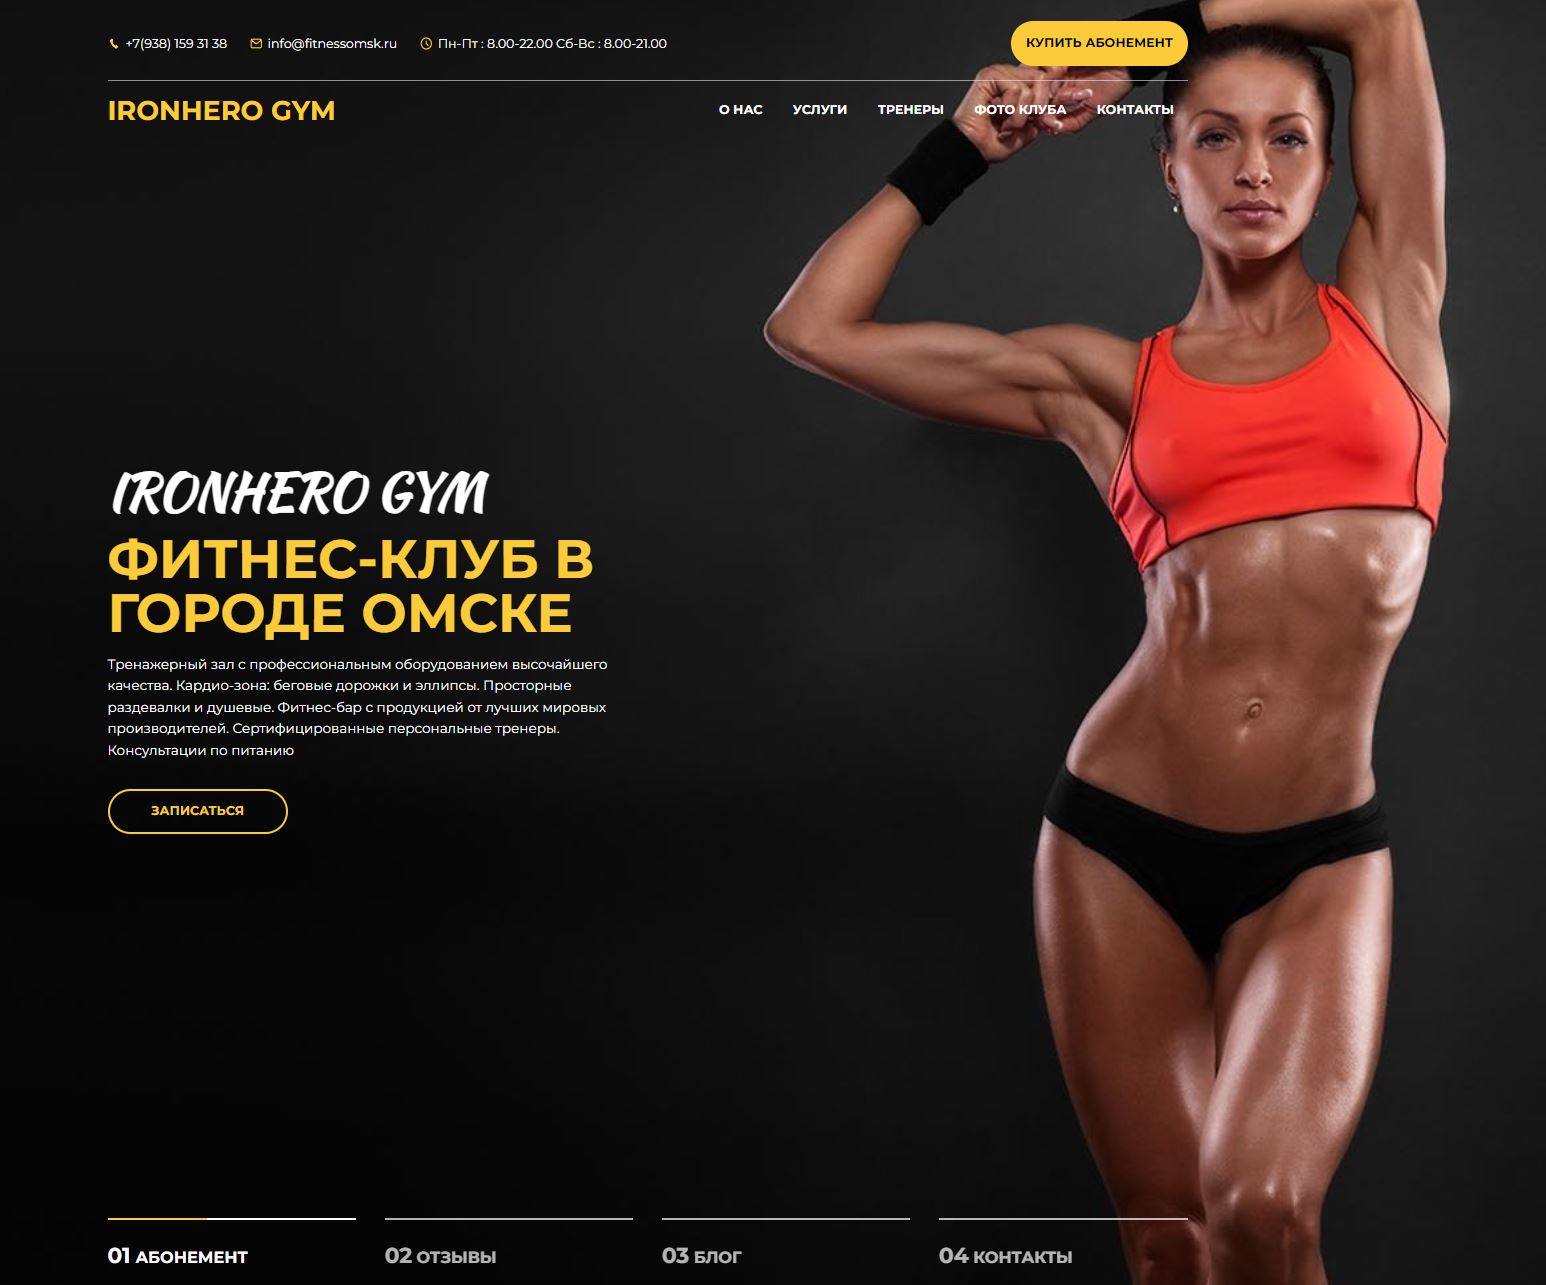 +7(938) 159 31 38 info@fitnessomsk.ru Пн-Пт : 8.00-22.00 Сб-Вс : 8.00-21.00 КУПИТЬ АБОНЕМЕНТ
IRONHERO GYM О НАС УСЛУГИ ТРЕНЕРЫ ФОТО КЛУБА КОНТАКТЫ
IRONHERO GYM
ФИТНЕС-КЛУБ В
ГОРОДЕ ОМСКЕ
Тренажерный зал с профессиональным оборудованием высочайшего
качества. Кардио-зона: беговые дорожки и эллипсы. Просторные
раздевалки и душевые. Фитнес-бар с продукцией от лучших мировых
производителей. Сертифицированные персональные тренеры.
Консультации по питанию
ЗАПИСАТЬСЯ
01 АБОНЕМЕНТ 02 ОТЗЫВЫ 03 БЛОГ 04 КОНТАКТЫ